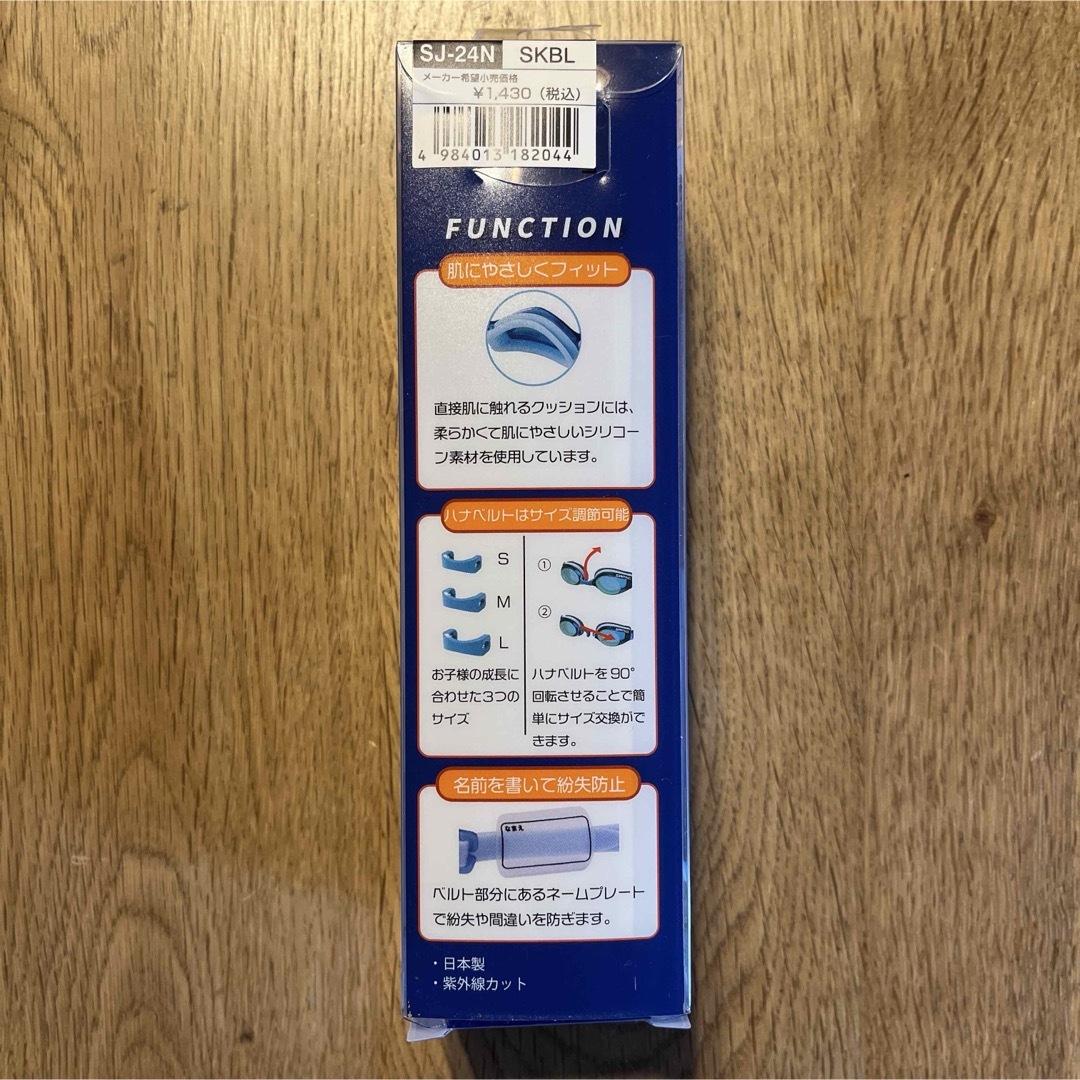 SJ-24N SKBL
メーカー希望小売価格
¥1,430（税込）
4 984013 182044
FUNCTION
肌にやさしくフィット
直接肌に触れるクッションには、
柔らかくて肌にやさしいシリコー
ン素材を使用しています。
ハナベルトはサイズ調節可能
S
M
L
お子様の成長に
合わせた3つの
サイズ
①
②
ハナベルトを90°
回転させることで簡
単にサイズ交換がで
きます。
名前を書いて紛失防止
なまえ
ベルト部分にあるネームプレート
で紛失や間違いを防ぎます。
・日本製
・紫外線カット